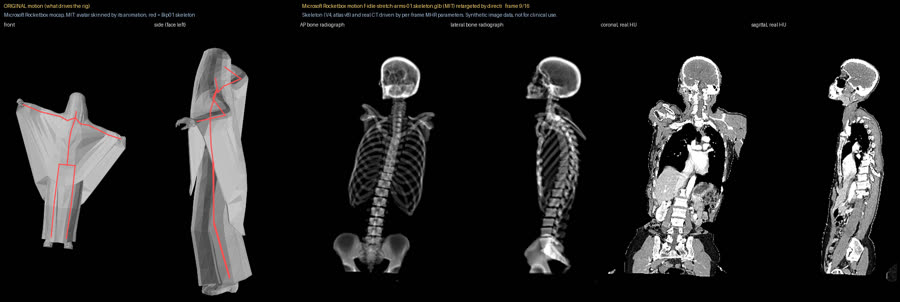 ORIGINAL motion (what drives the rig)
Microsoft Rocketbox mocap, MIT avatar skinned by its animation, red = Bip01 skeleton
front
side (face left)
Microsoft Rocketbox motion f idle stretch-arms-01 skeleton glb (MIT) retargeted by direct frame 9/16
Skeleton (V4, atlas v8) and real CT driven by per-frame MHR parameters. Synthetic image data, not for clinical use.
AP bone radiograph
lateral bone radiograph
coronal, real HU
sagittal, real HU